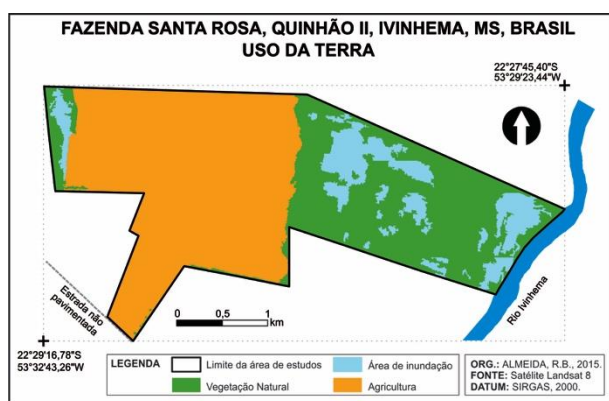 FAZENDA SANTA ROSA, QUINHÃO II, IVINHEMA, MS, BRASIL
USO DA TERRA
22°27'45,40"S
53°29'23,44"W
Estrada não
pavimentada
Rio Ivinhema
0 0,5 1
km
22°29'16,78"S
53°32'43,26"W
LEGENDA
Limite da área de estudos
Área de inundação
Vegetação Natural
Agricultura
ORG.: ALMEIDA, R.B., 2015.
FONTE: Satélite Landsat 8
DATUM: SIRGAS, 2000.